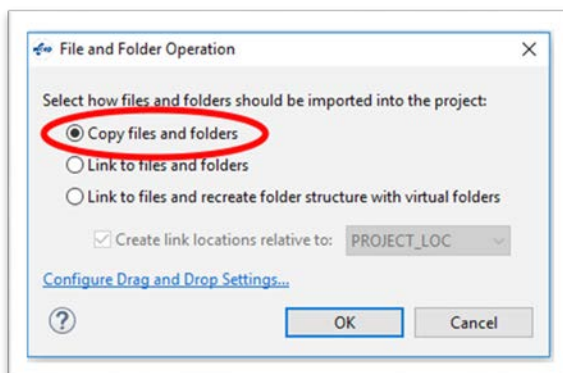 File and Folder Operation
Select how files and folders should be imported into the project:
Copy files and folders
Link to files and folders
Link to files and recreate folder structure with virtual folders
Create link locations relative to: PROJECT_LOC
Configure Drag and Drop Settings...
?
OK Cancel